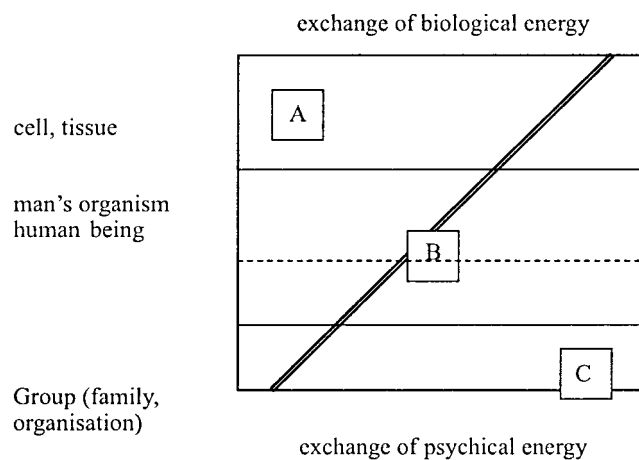 exchange of biological energy
A
cell, tissue
man's organism
human being
B
C
Group (family,
organisation)
exchange of psychical energy